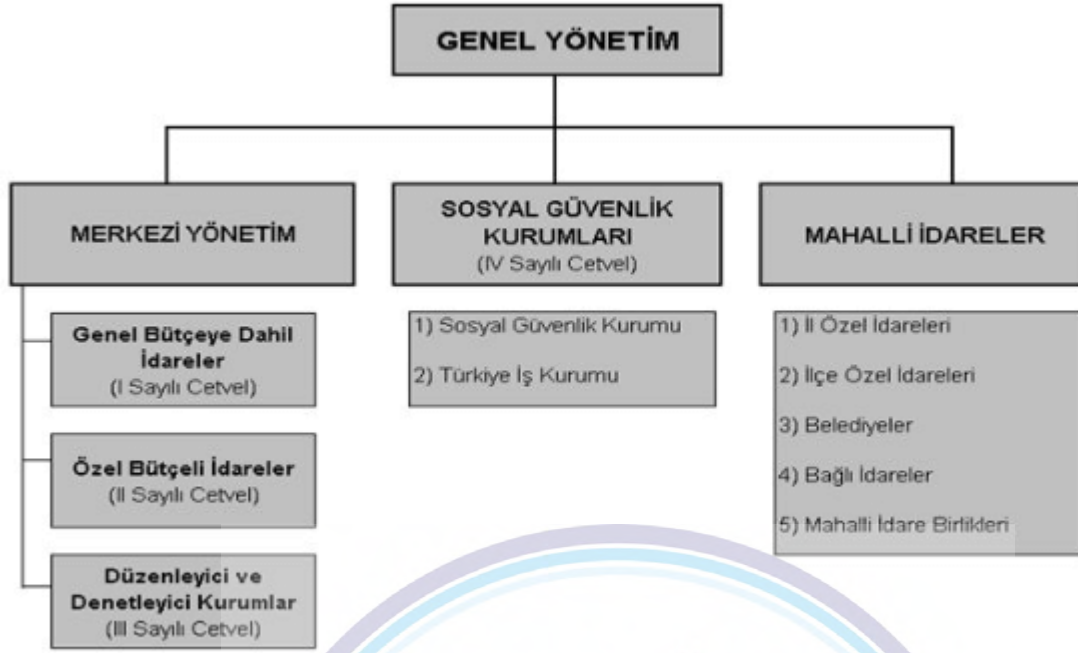 GENEL YÖNETİM
MERKEZİ YÖNETİM
Genel Bütçeye Dahil
İdareler
(I Sayılı Cetvel)
Özel Bütçeli İdareler
(II Sayılı Cetvel)
Düzenleyici ve
Denetleyici Kurumlar
(III Sayılı Cetvel)
SOSYAL GÜVENLİK
KURUMLARI
(IV Sayılı Cetvel)
1) Sosyal Güvenlik Kurumu
2) Türkiye İş Kurumu
MAHALLİ İDARELER
1) İl Özel İdareleri
2) İlçe Özel İdareleri
3) Belediyeler
4) Bağlı İdareler
5) Mahalli İdare Birlikleri